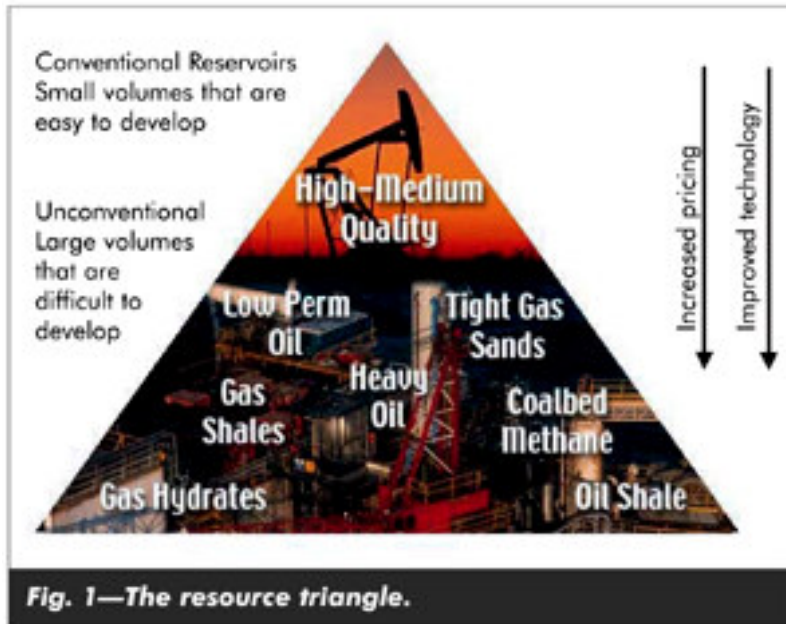 Conventional Reservoirs
Small volumes that are
easy to develop
Unconventional
Large volumes
that are
difficult to
develop
High-Medium
Quality
Low Perm
Oil
Tight Gas
Sands
Heavy
Oil
Gas
Shales
Coalbed
Methane
Gas Hydrates
Oil Shale
Increased pricing
Improved technology
Fig. 1—The resource triangle.